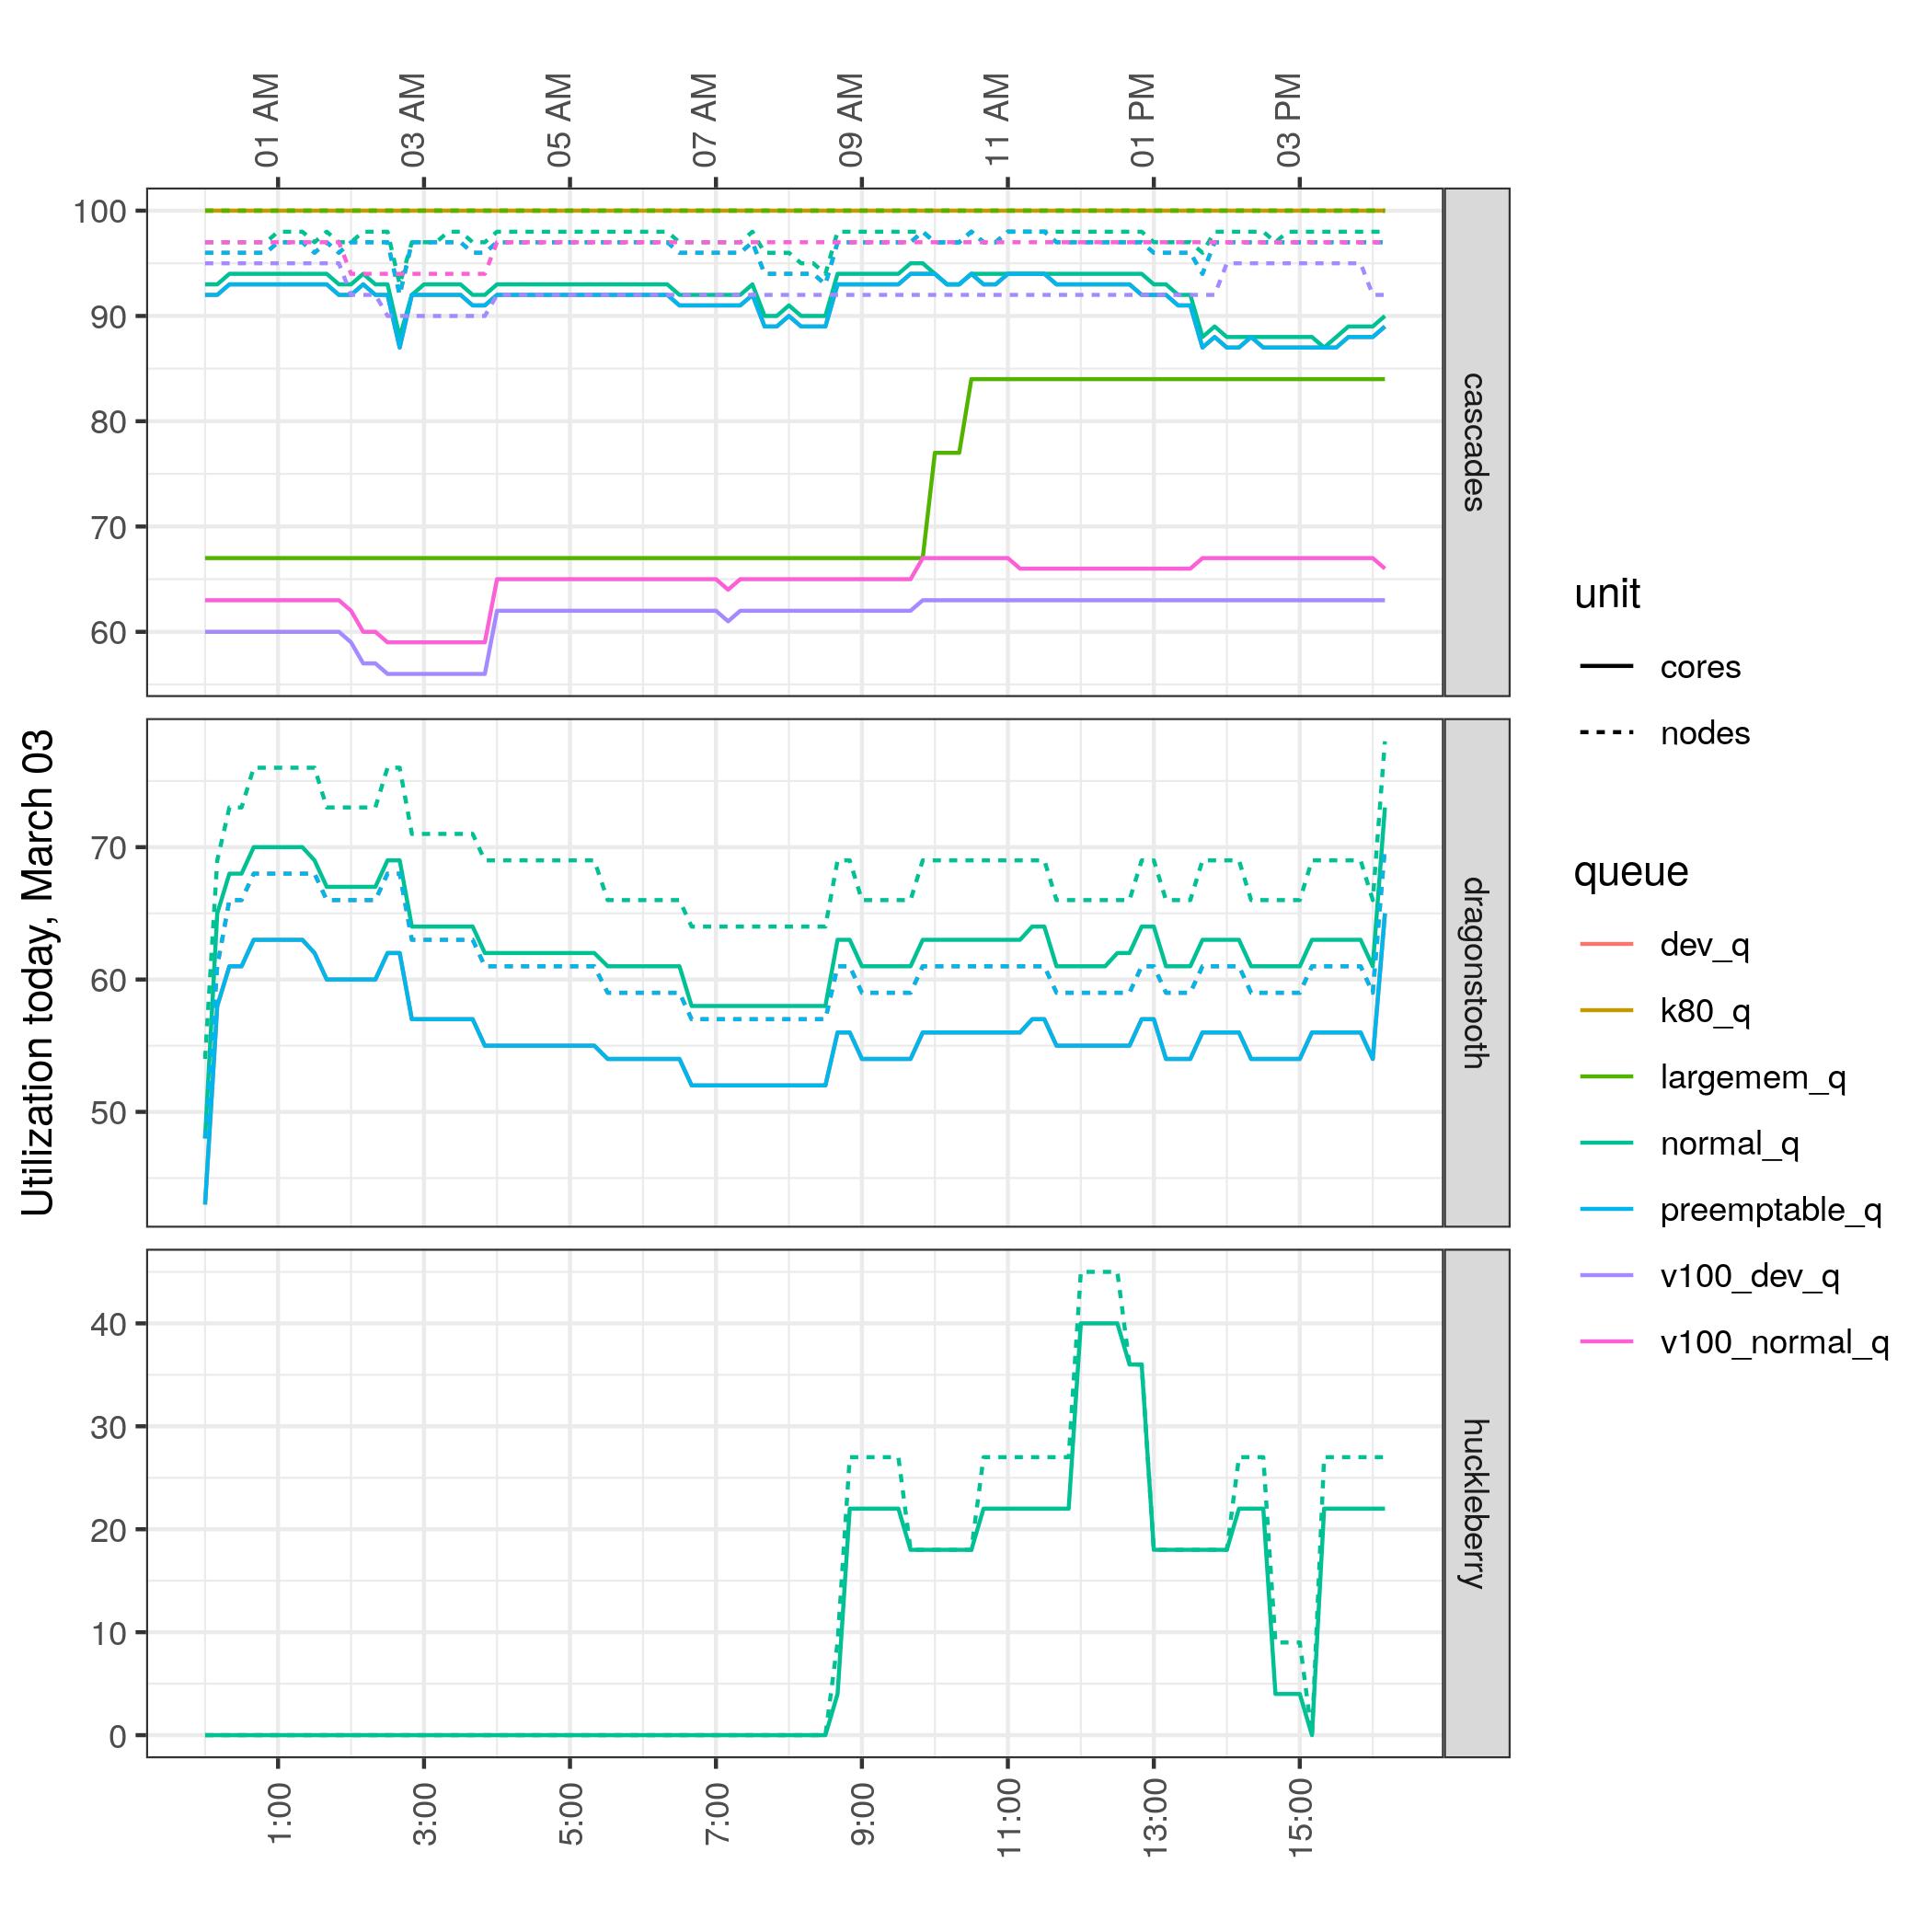 01 AM
03 AM
05 AM
07 AM
09 AM
11 AM
01 PM
03 PM
Utilization today, March 03
100
90
80
70
60
cascades
70
60
50
dragonstooth
40
30
20
10
0
huckleberry
1:00
3:00
5:00
7:00
9:00
11:00
13:00
15:00
unit
cores
nodes
queue
dev_q
k80_q
largemem_q
normal_q
preemptable_q
v100_dev_q
v100_normal_q